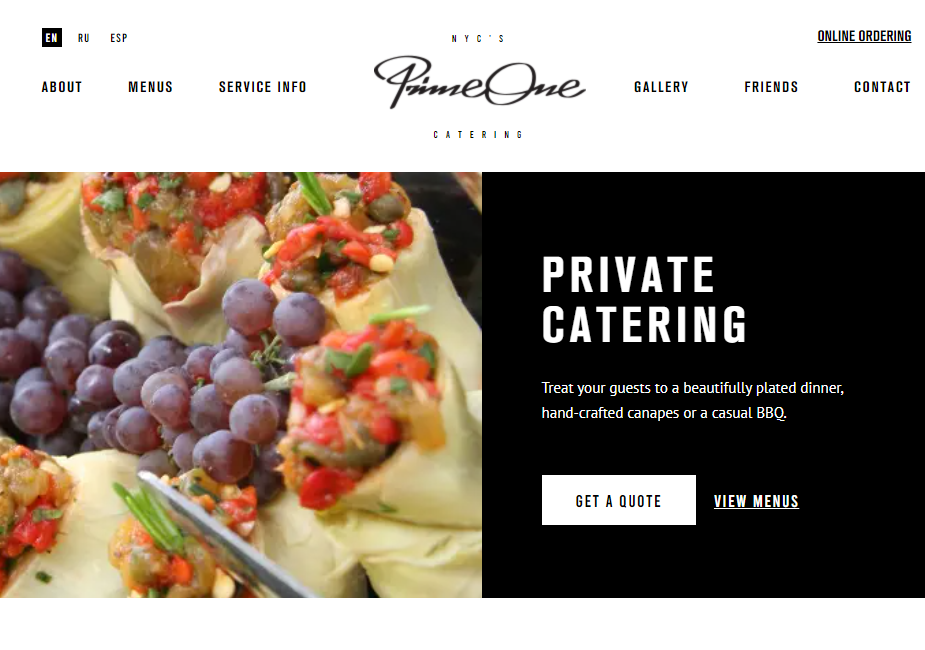 EN RU ESP
NYC'S
ONLINE ORDERING
ABOUT MENUS SERVICE INFO
PrimeOne
GALLERY FRIENDS CONTACT
CATERING
PRIVATE
CATERING
Treat your guests to a beautifully plated dinner,
hand-crafted canapes or a casual BBQ.
GET A QUOTE VIEW MENUS